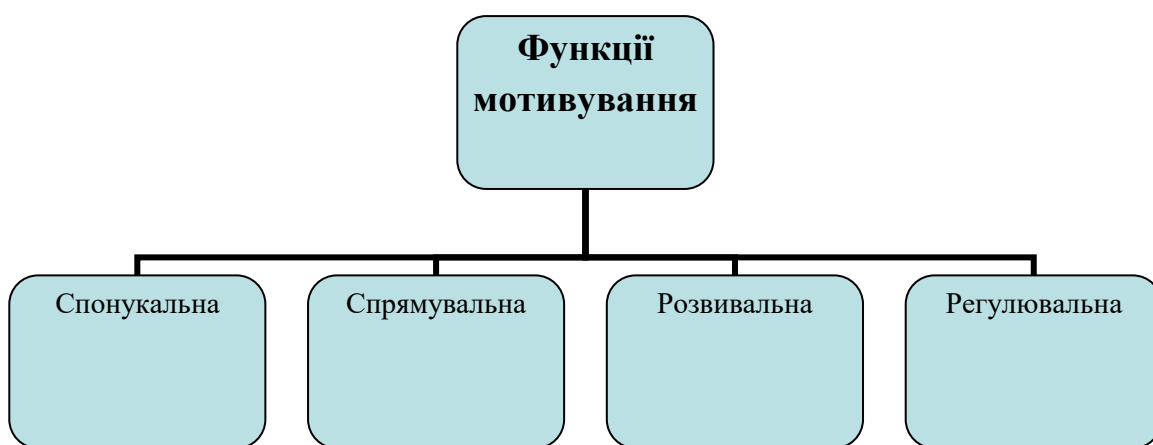 Функції
мотивування
Спонукальна
Спрямувальна
Розвивальна
Регулювальна